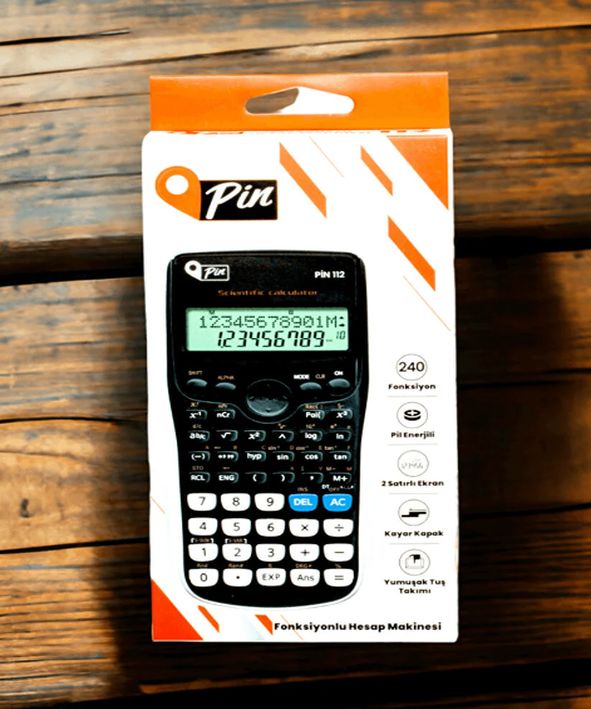 Pin
Pin
PİN 112
Scientific calculator
12345678901M
123456789 10
SHIFT ALPHA MODE CLR ON
x⁻¹ nCr Pol( x³
ab/c √ x² ^ log ln
(−) hyp sin cos tan
STO M−
RCL ENG ( ) , M+
INS
7 8 9 DEL AC
4 5 6 × ÷
1 2 3 + −
0 . EXP Ans =
240
Fonksiyon
Pil Enerjili
2 Satırlı Ekran
Kayar Kapak
Yumuşak Tuş
Takımı
Fonksiyonlu Hesap Makinesi